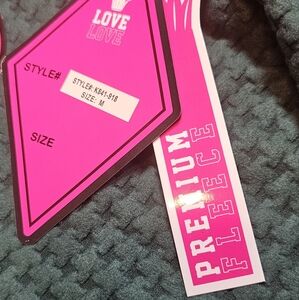 LOVE
LOVE
STYLE#
STYLE#: K641-918
SIZE: M
SIZE
PREMIUM
FLEECE